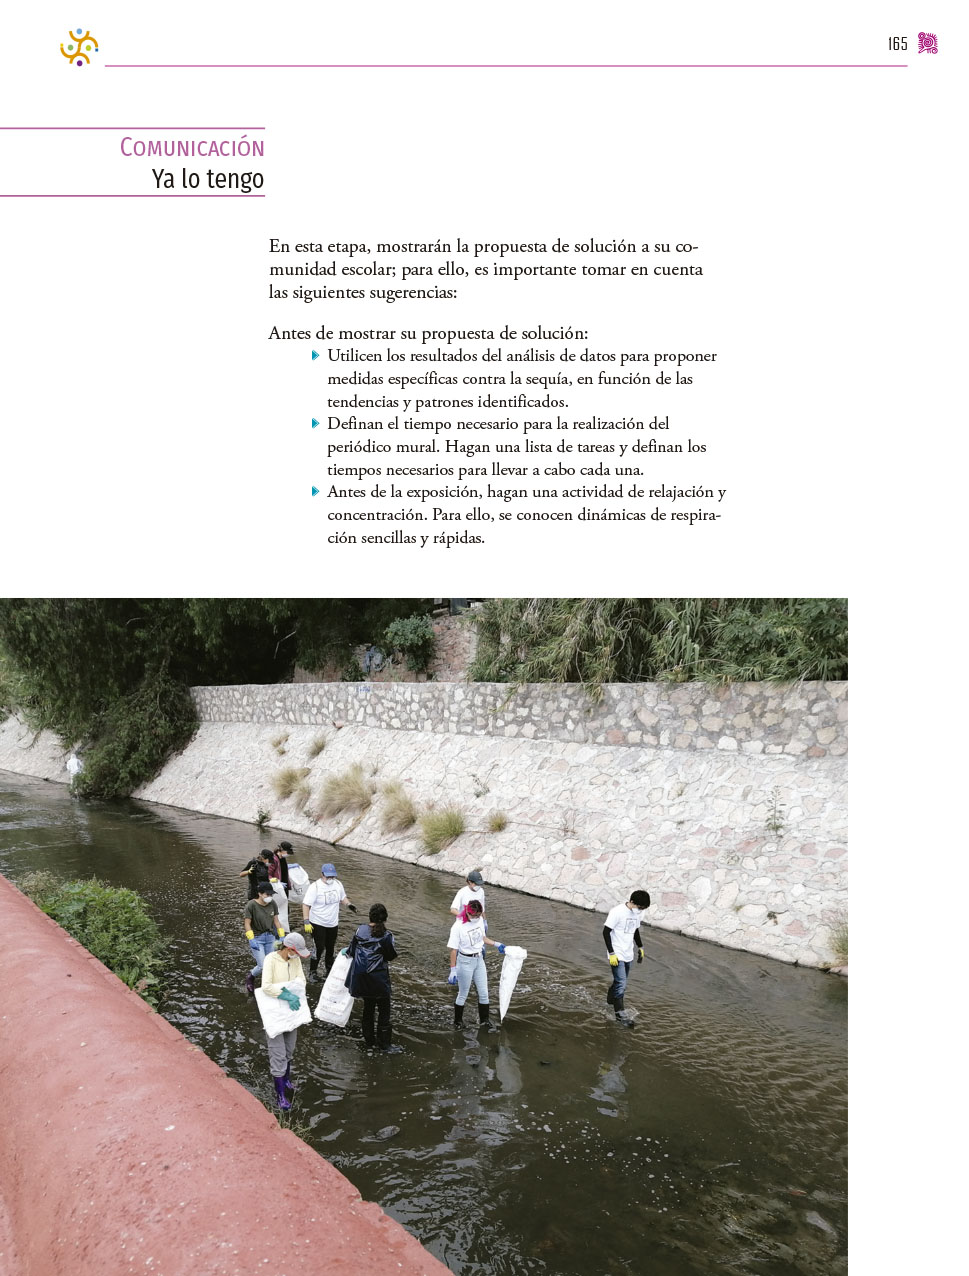 165
Comunicación
Ya lo tengo
En esta etapa, mostrarán la propuesta de solución a su co-
munidad escolar; para ello, es importante tomar en cuenta
las siguientes sugerencias:
Antes de mostrar su propuesta de solución:
Utilicen los resultados del análisis de datos para proponer
medidas específicas contra la sequía, en función de las
tendencias y patrones identificados.
Definan el tiempo necesario para la realización del
periódico mural. Hagan una lista de tareas y definan los
tiempos necesarios para llevar a cabo cada una.
Antes de la exposición, hagan una actividad de relajación y
concentración. Para ello, se conocen dinámicas de respira-
ción sencillas y rápidas.